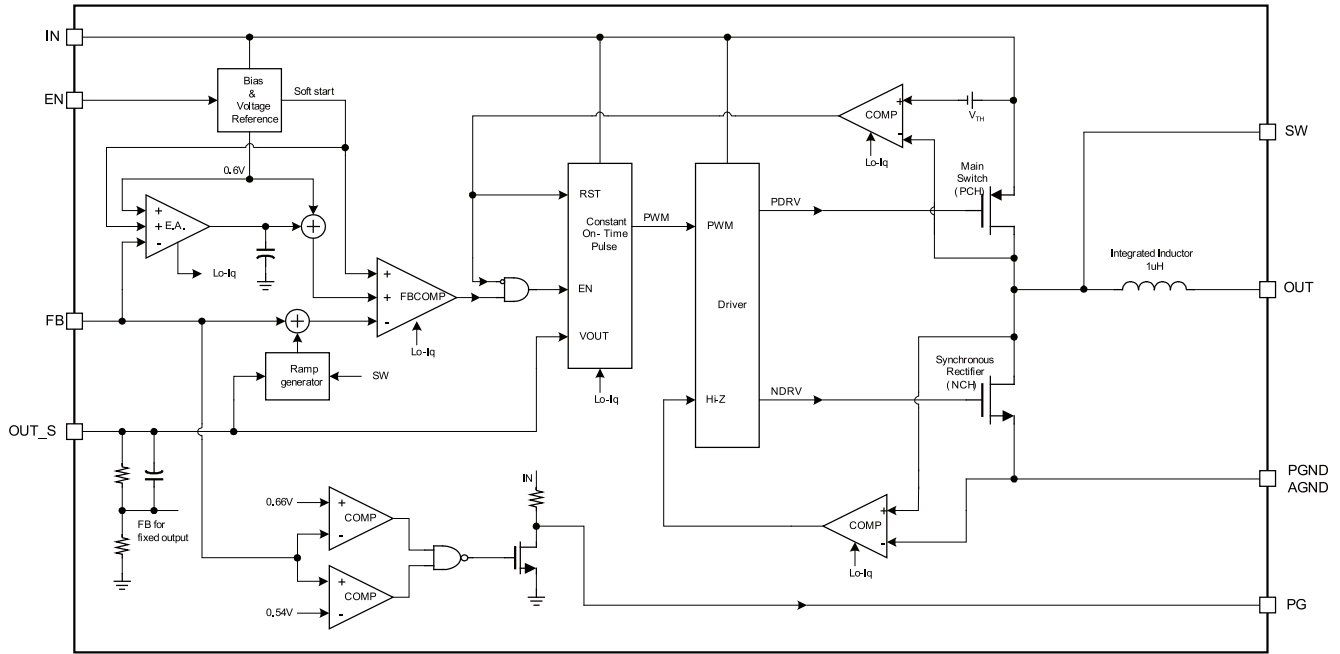 IN
EN
Bias
&
Voltage
Reference
Soft start
0.6V
+
+
-
E.A.
Lo-Iq
+
FB
+
Ramp
generator
SW
OUT_S
FB for
fixed output
+
+
-
FBCOMP
Lo-Iq
RST
Constant
On- Time
Pulse
EN
VOUT
Lo-Iq
PWM
PWM
Driver
Hi-Z
PDRV
NDRV
+
-
COMP
Lo-Iq
VTH
Main
Switch
(PCH)
Synchronous
Rectifier
(NCH)
Integrated Inductor
1uH
SW
OUT
PGND
AGND
+
-
COMP
Lo-Iq
0.66V
+
-
COMP
0.54V
+
-
COMP
IN
PG